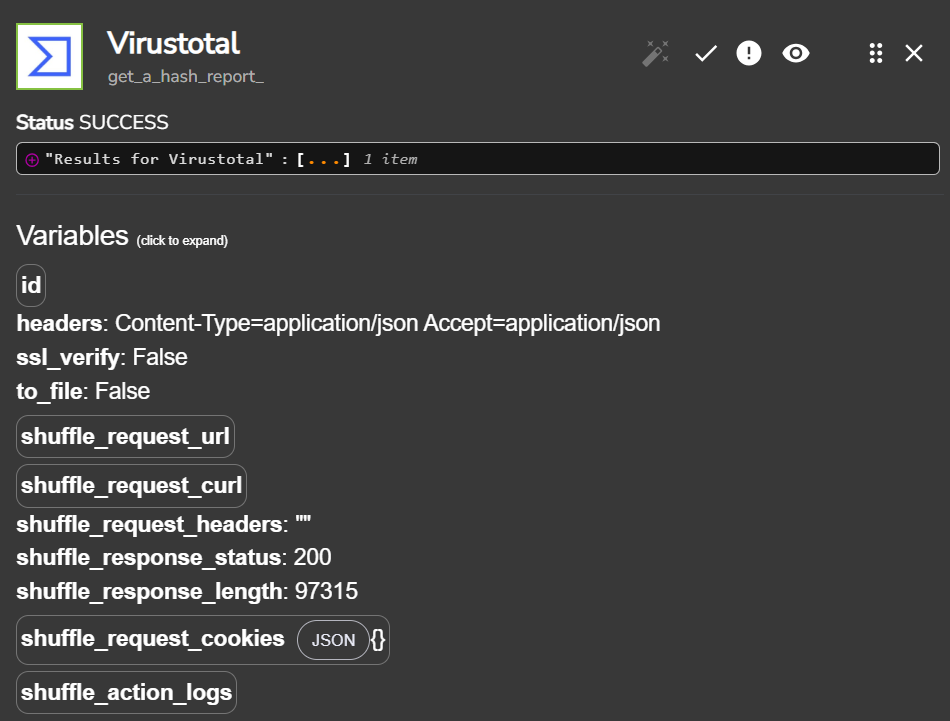 Virustotal
get_a_hash_report_
Status SUCCESS
"Results for Virustotal" : [...] 1 item
Variables (click to expand)
id
headers: Content-Type=application/json Accept=application/json
ssl_verify: False
to_file: False
shuffle_request_url
shuffle_request_curl
shuffle_request_headers: ""
shuffle_response_status: 200
shuffle_response_length: 97315
shuffle_request_cookies JSON {}
shuffle_action_logs